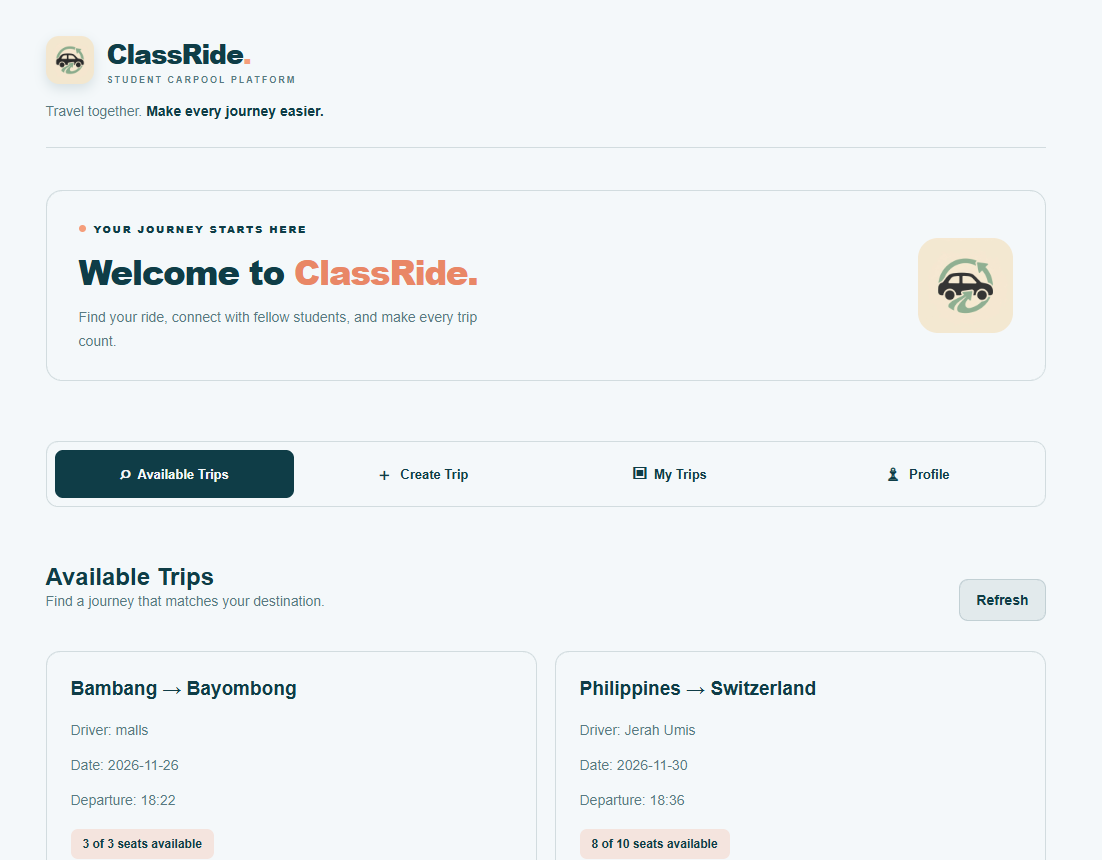 ClassRide.
STUDENT CARPOOL PLATFORM
Travel together. Make every journey easier.
YOUR JOURNEY STARTS HERE
Welcome to ClassRide.
Find your ride, connect with fellow students, and make every trip
count.
Available Trips
Create Trip
My Trips
Profile
Available Trips
Find a journey that matches your destination.
Refresh
Bambang → Bayombong
Driver: malls
Date: 2026-11-26
Departure: 18:22
3 of 3 seats available
Philippines → Switzerland
Driver: Jerah Umis
Date: 2026-11-30
Departure: 18:36
8 of 10 seats available